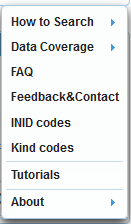 How to Search
Data Coverage
FAQ
Feedback&Contact
INID codes
Kind codes
Tutorials
About